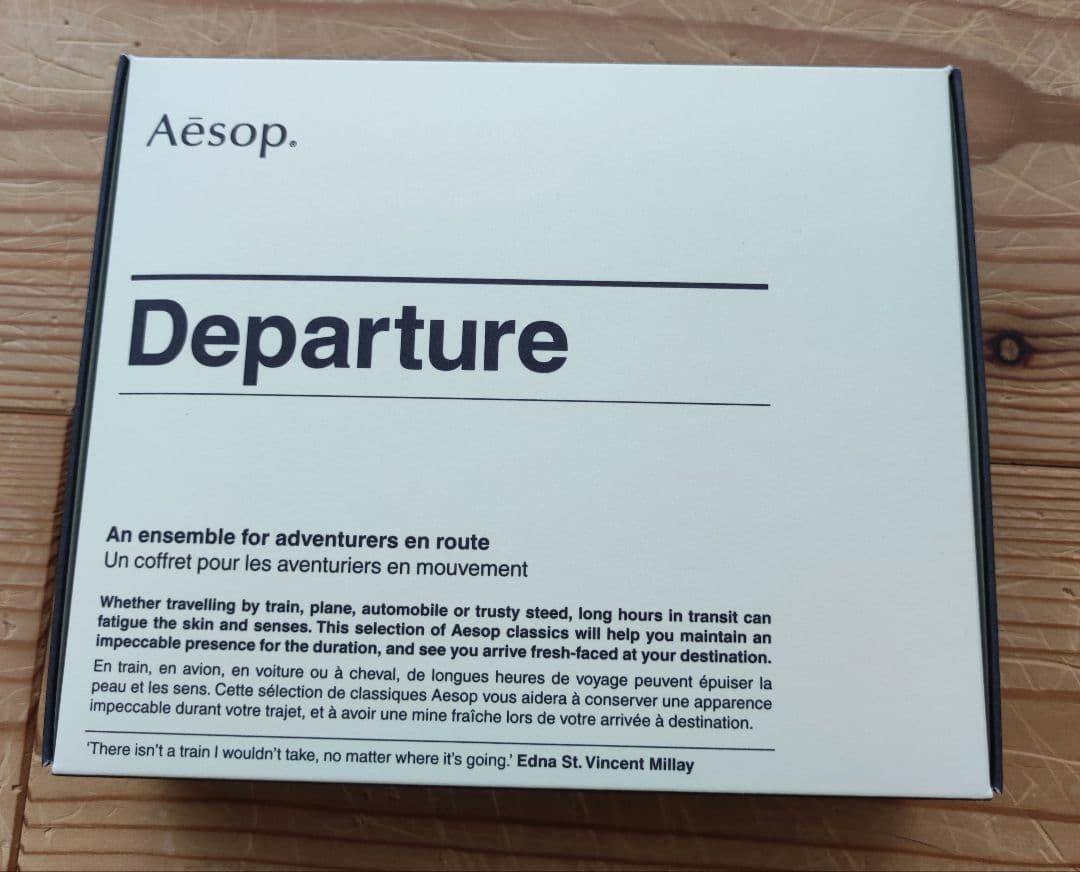 Aēsop.®
Departure
An ensemble for adventurers en route
Un coffret pour les aventuriers en mouvement
Whether travelling by train, plane, automobile or trusty steed, long hours in transit can
fatigue the skin and senses. This selection of Aesop classics will help you maintain an
impeccable presence for the duration, and see you arrive fresh-faced at your destination.
En train, en avion, en voiture ou à cheval, de longues heures de voyage peuvent épuiser la
peau et les sens. Cette sélection de classiques Aesop vous aidera à conserver une apparence
impeccable durant votre trajet, et à avoir une mine fraîche lors de votre arrivée à destination.
‘There isn’t a train I wouldn’t take, no matter where it’s going.’ Edna St. Vincent Millay